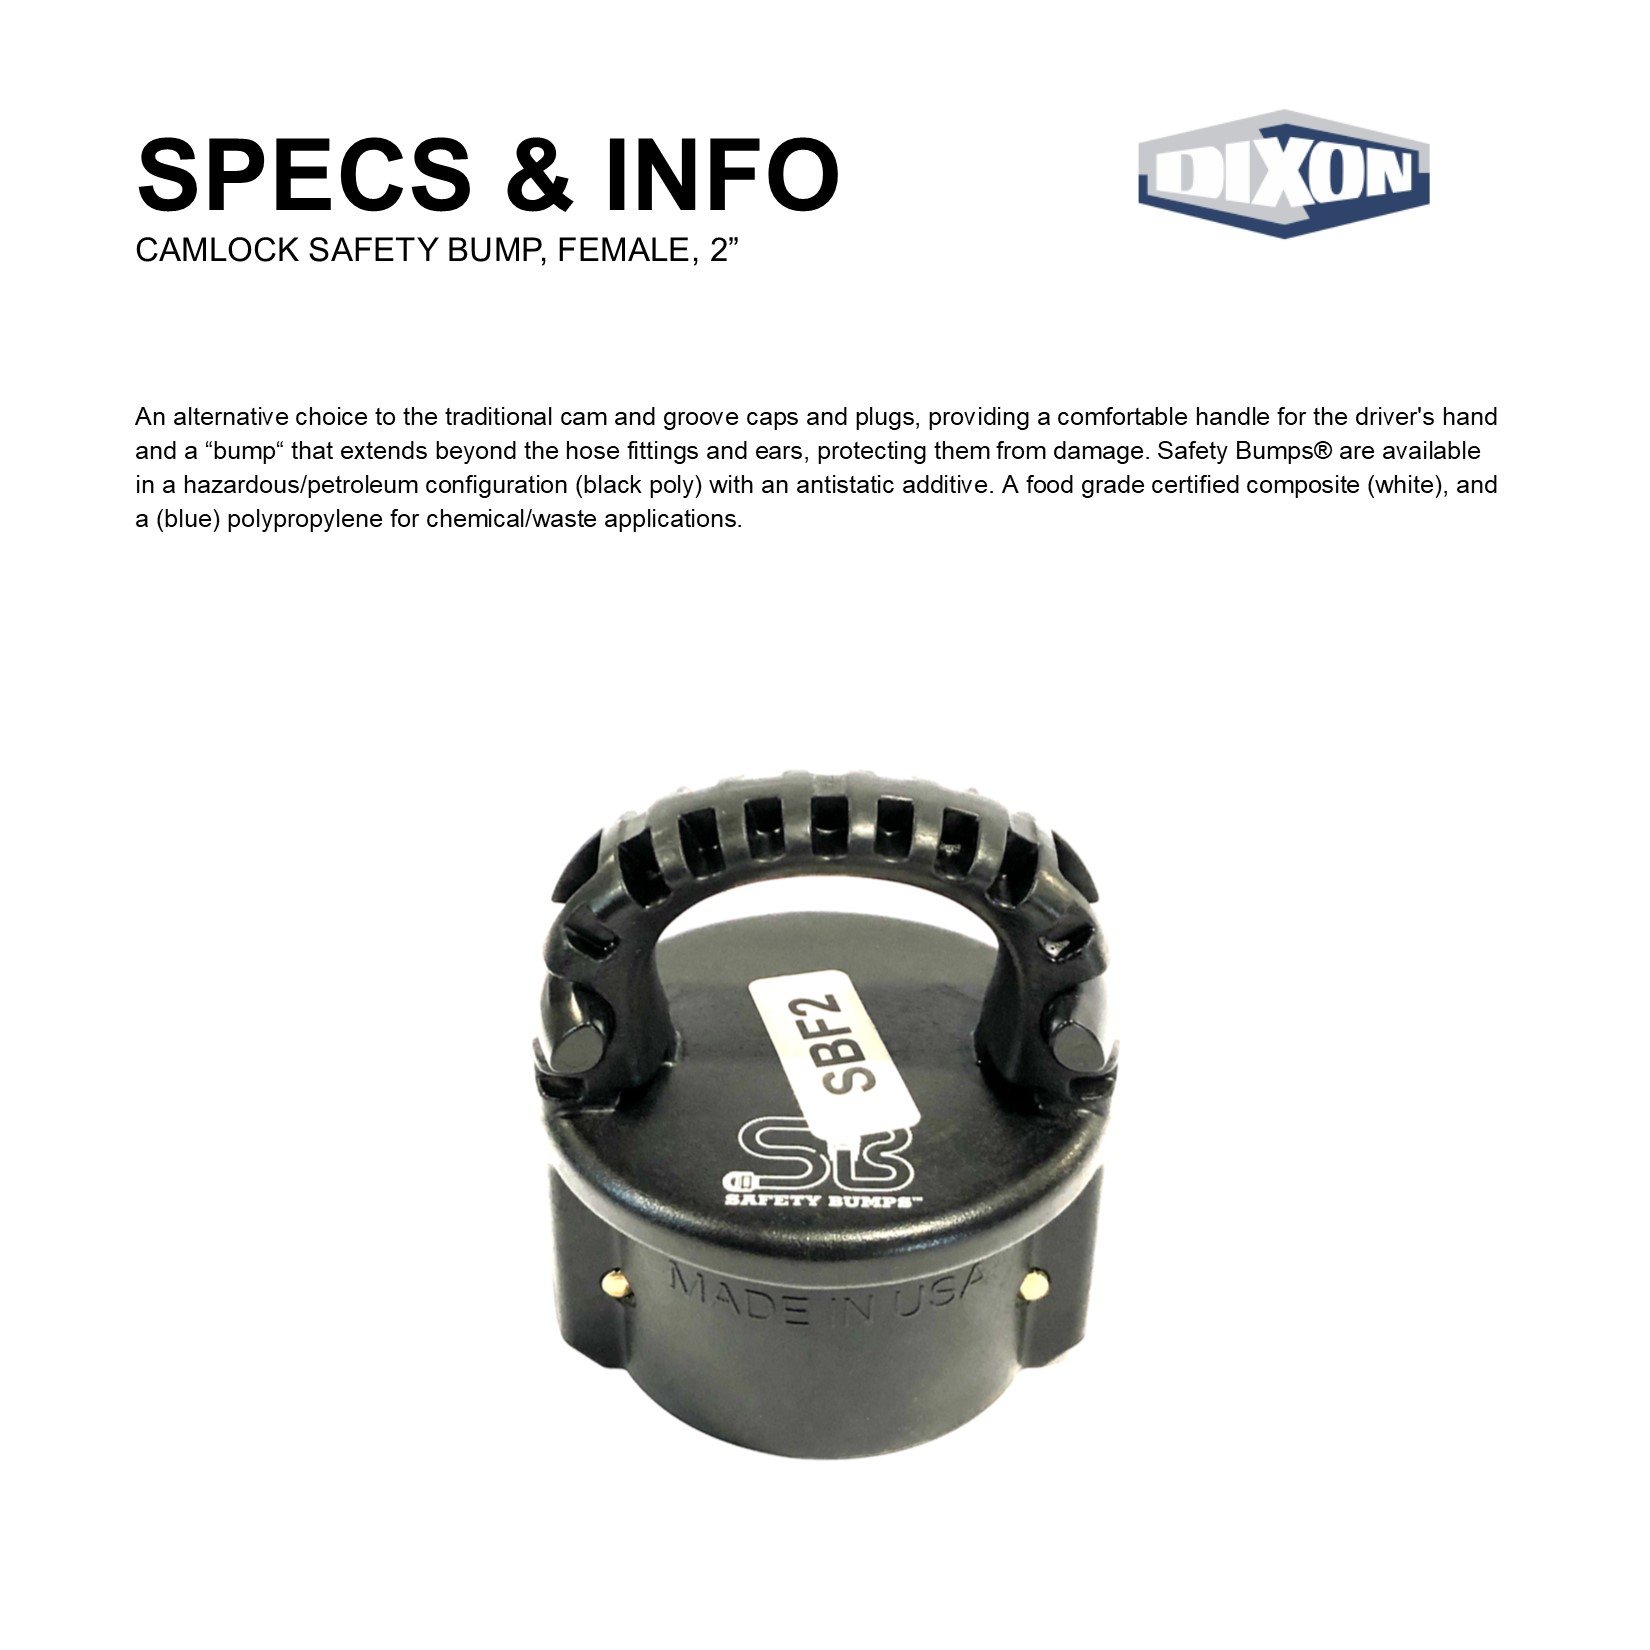 SPECS & INFO
DIXON
CAMLOCK SAFETY BUMP, FEMALE, 2”
An alternative choice to the traditional cam and groove caps and plugs, providing a comfortable handle for the driver's hand
and a “bump“ that extends beyond the hose fittings and ears, protecting them from damage. Safety Bumps® are available
in a hazardous/petroleum configuration (black poly) with an antistatic additive. A food grade certified composite (white), and
a (blue) polypropylene for chemical/waste applications.
SBF2
SB
SAFETY BUMPS™
MADE IN USA